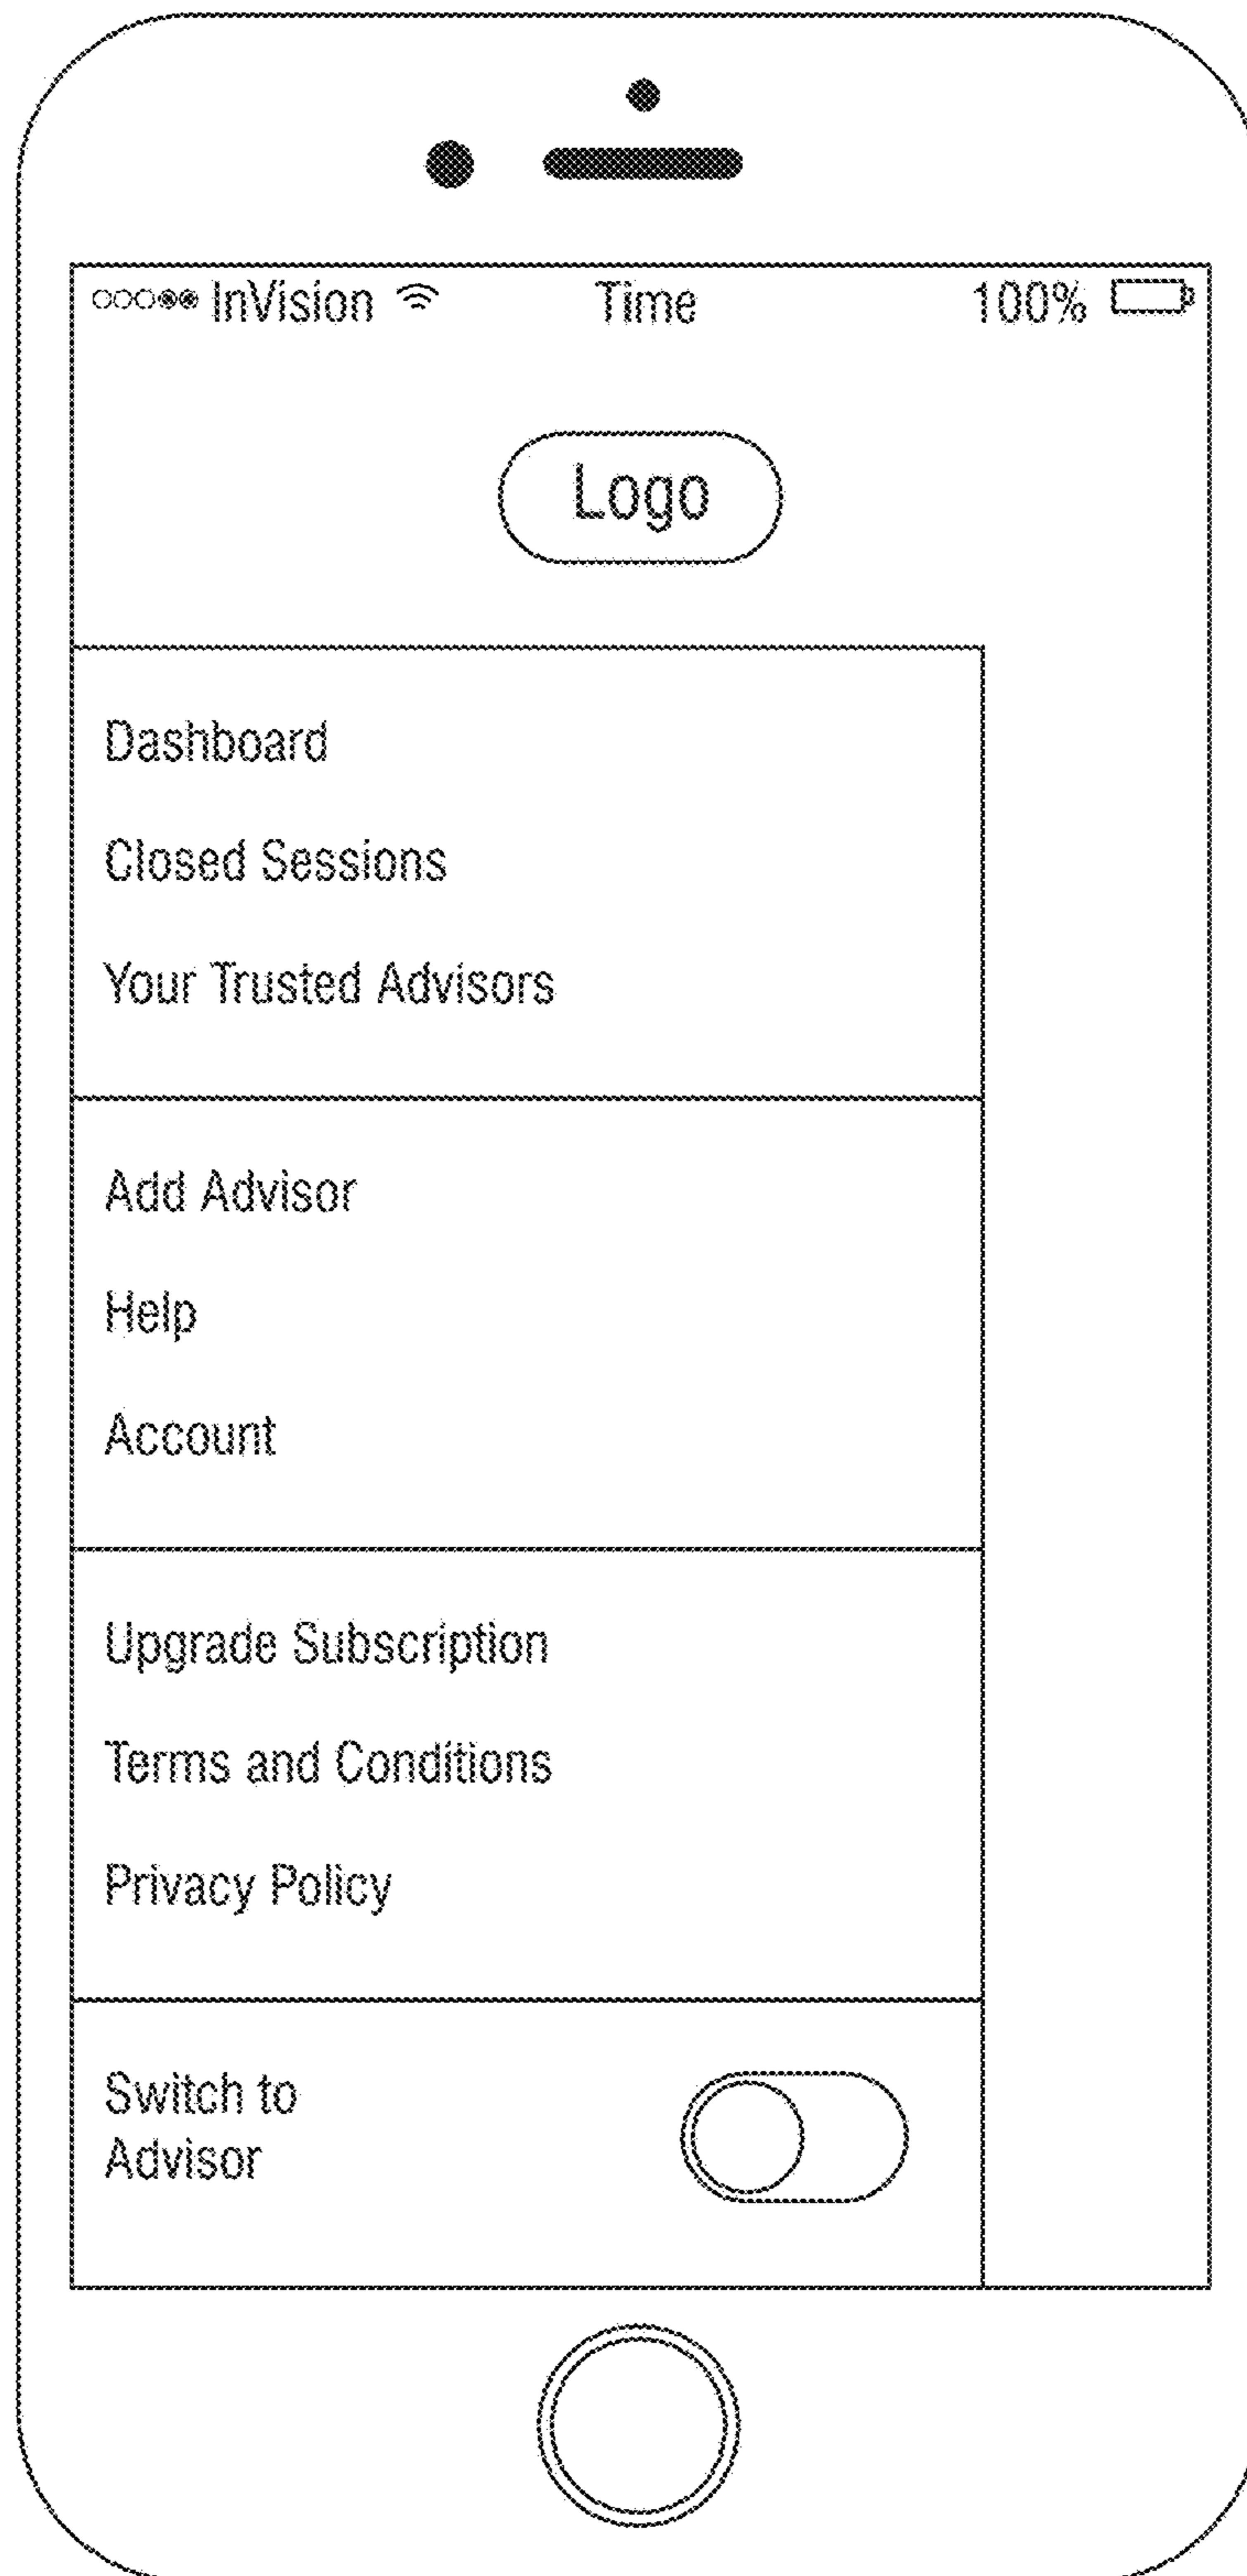 InVision Time 100%
Logo
Dashboard
Closed Sessions
Your Trusted Advisors
Add Advisor
Help
Account
Upgrade Subscription
Terms and Conditions
Privacy Policy
Switch to
Advisor